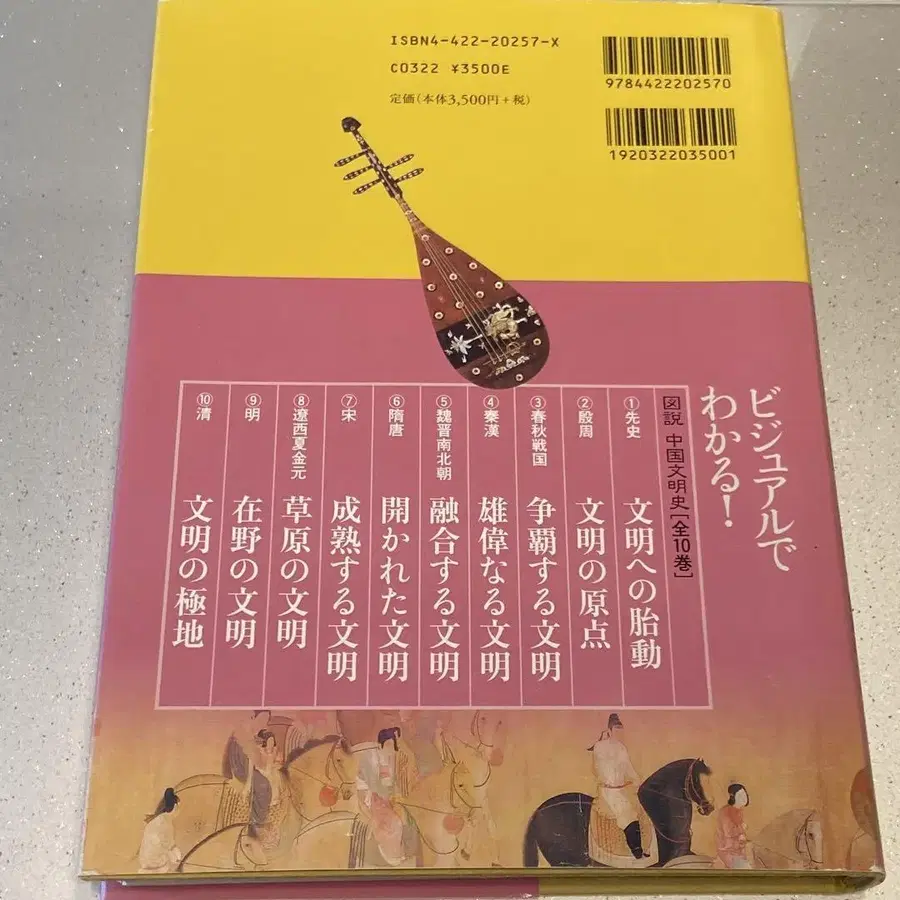 ISBN4-422-20257-X
C0322 ¥3500E
定価(本体3,500円+税)
9784422202570
1920322035001
ビジュアルで
わかる!
図説 中国文明史[全10巻]
①先史 文明への胎動
②殷周 文明の原点
③春秋戦国 争覇する文明
④秦漢 雄偉なる文明
⑤魏晋南北朝 融合する文明
⑥隋唐 開かれた文明
⑦宋 成熟する文明
⑧遼西夏金元 草原の文明
⑨明 在野の文明
⑩清 文明の極地